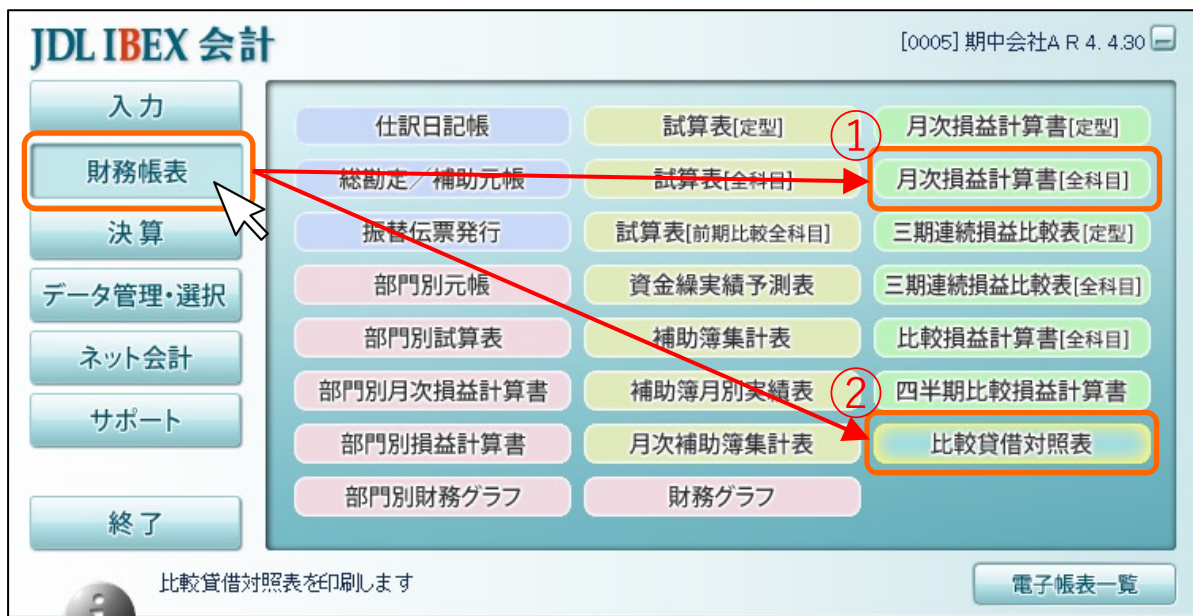 JDL IBEX 会計
[0005] 期中会社A R 4. 4.30
入力
財務帳表
決算
データ管理・選択
ネット会計
サポート
終了
仕訳日記帳
総勘定／補助元帳
振替伝票発行
部門別元帳
部門別試算表
部門別月次損益計算書
部門別損益計算書
部門別財務グラフ
試算表[定型]
試算表[全科目]
試算表[前期比較全科目]
資金繰実績予測表
補助簿集計表
補助簿月別実績表
月次補助簿集計表
財務グラフ
月次損益計算書[定型]
①
月次損益計算書[全科目]
三期連続損益比較表[定型]
三期連続損益比較表[全科目]
比較損益計算書[全科目]
四半期比較損益計算書
②
比較貸借対照表
比較貸借対照表を印刷します
電子帳表一覧